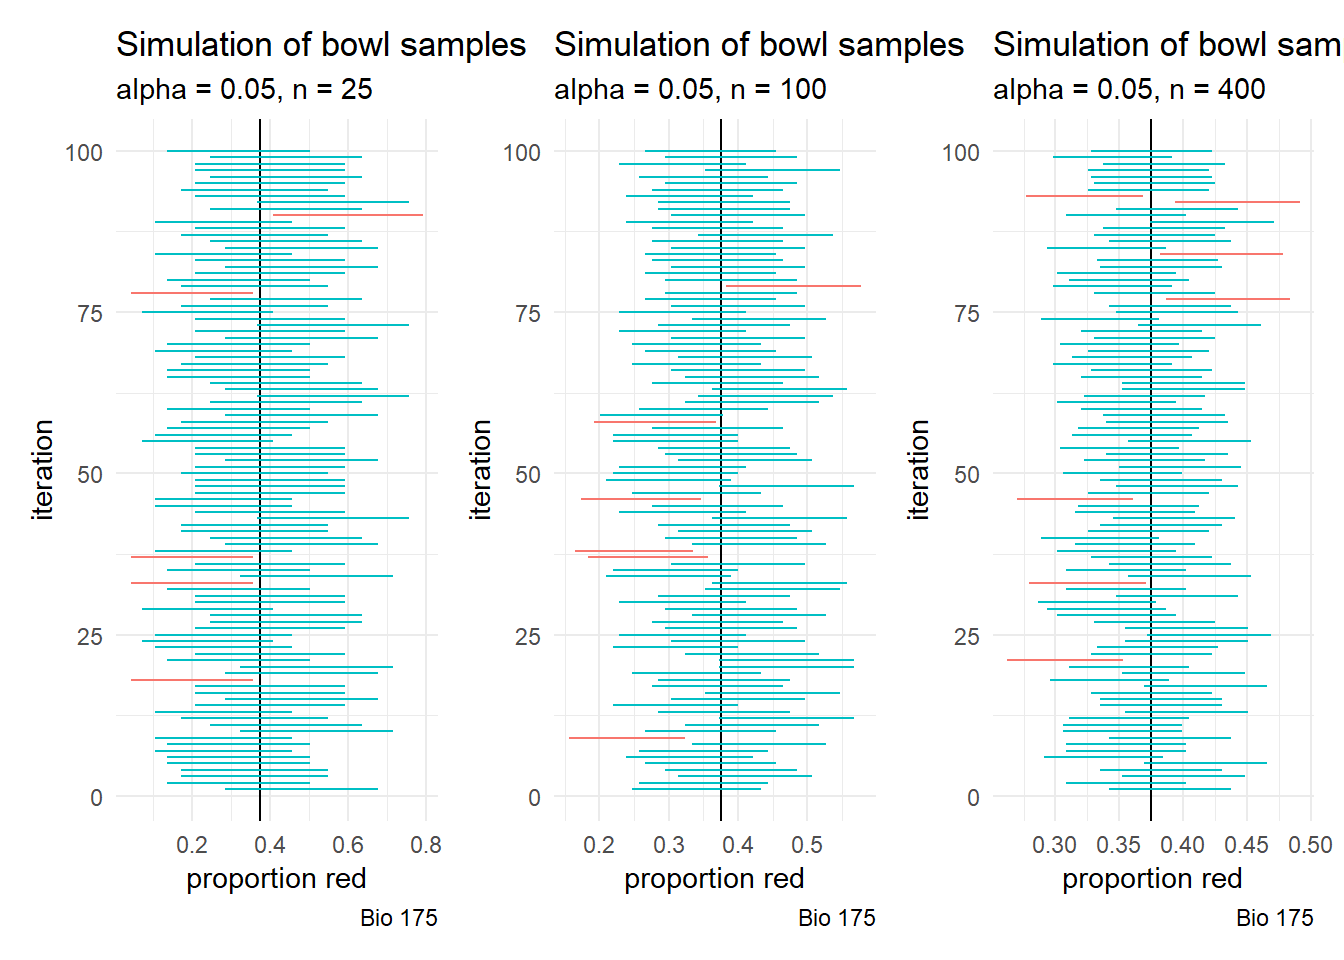 Simulation of bowl samples
alpha = 0.05, n = 25
100
75
50
25
0
iteration
0.2 0.4 0.6 0.8
proportion red
Bio 175
Simulation of bowl samples
alpha = 0.05, n = 100
100
75
50
25
0
iteration
0.2 0.3 0.4 0.5
proportion red
Bio 175
Simulation of bowl sam
alpha = 0.05, n = 400
100
75
50
25
0
iteration
0.30 0.35 0.40 0.45 0.50
proportion red
Bio 175